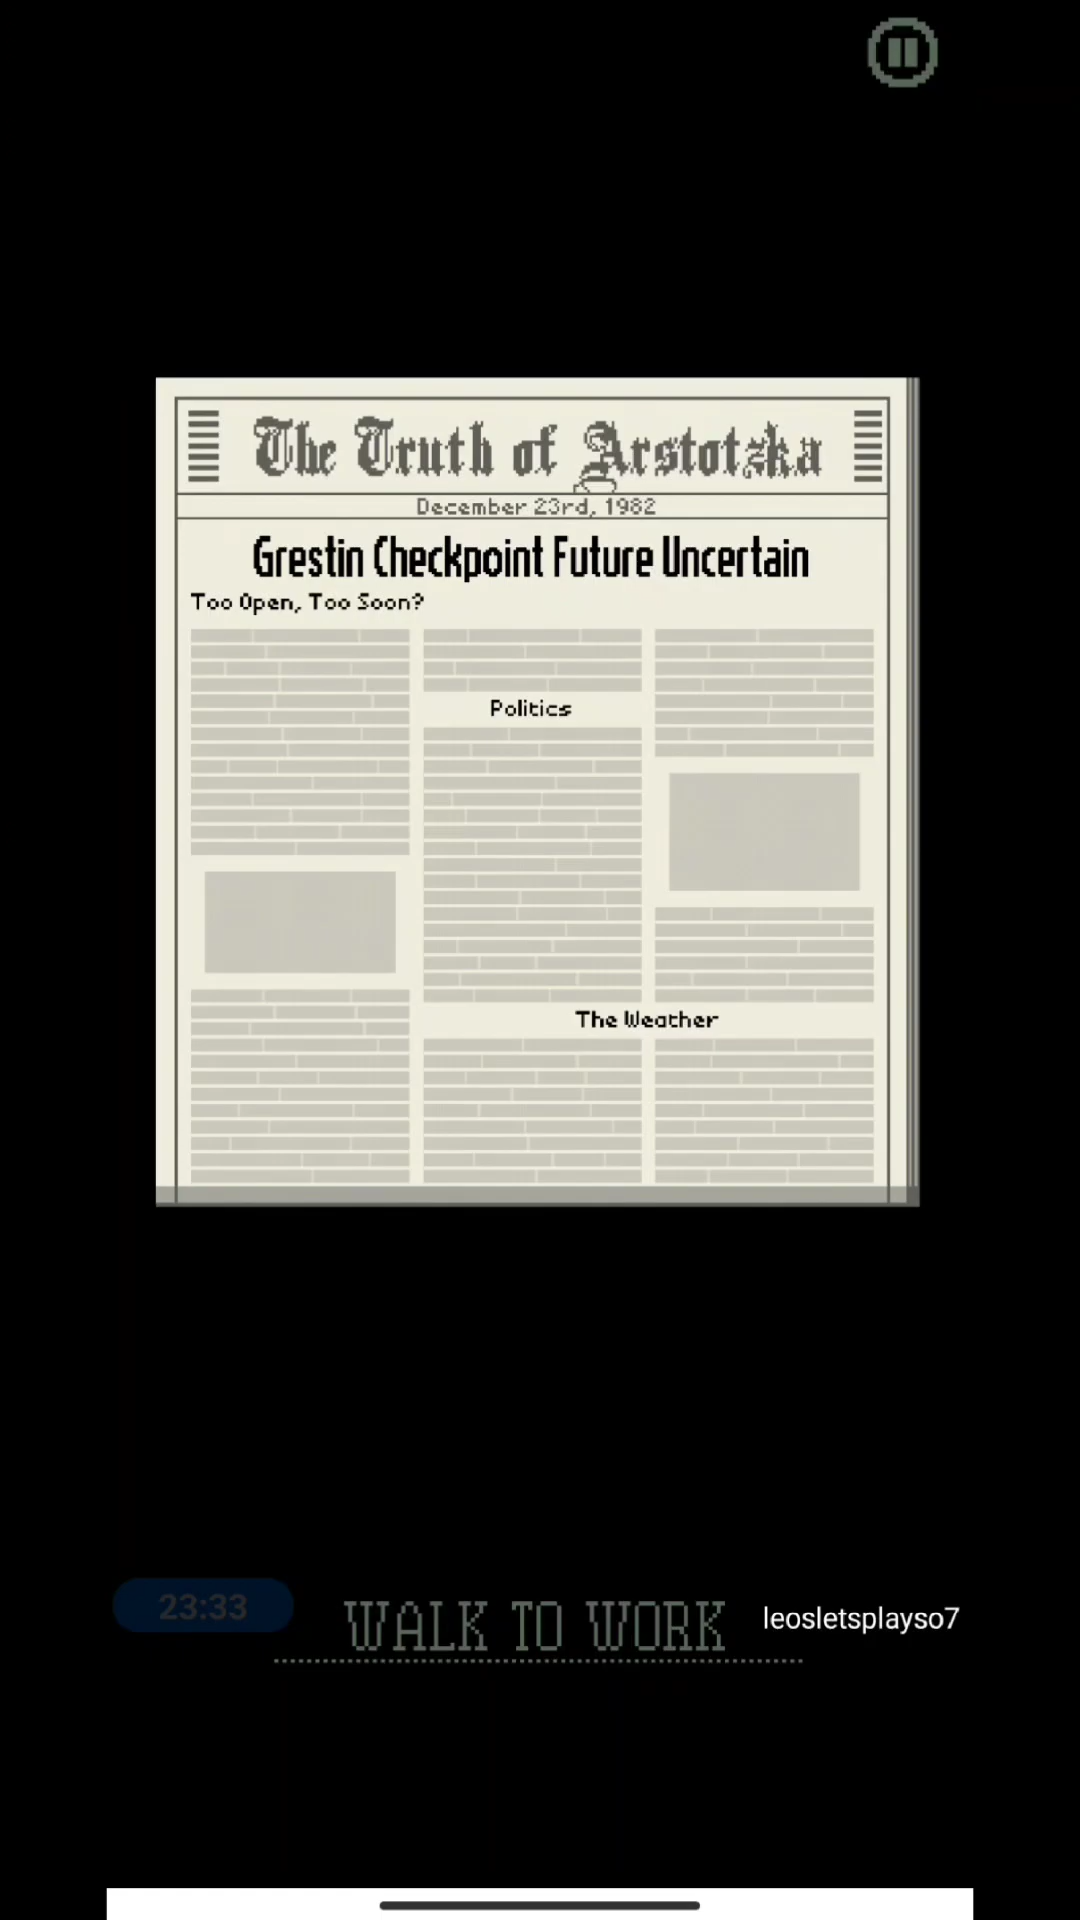 The Truth of Arstotzka
December 23rd, 1982
Grestin Checkpoint Future Uncertain
Too Open, Too Soon?
Politics
The Weather
23:33
WALK TO WORK
leosletsplayso7